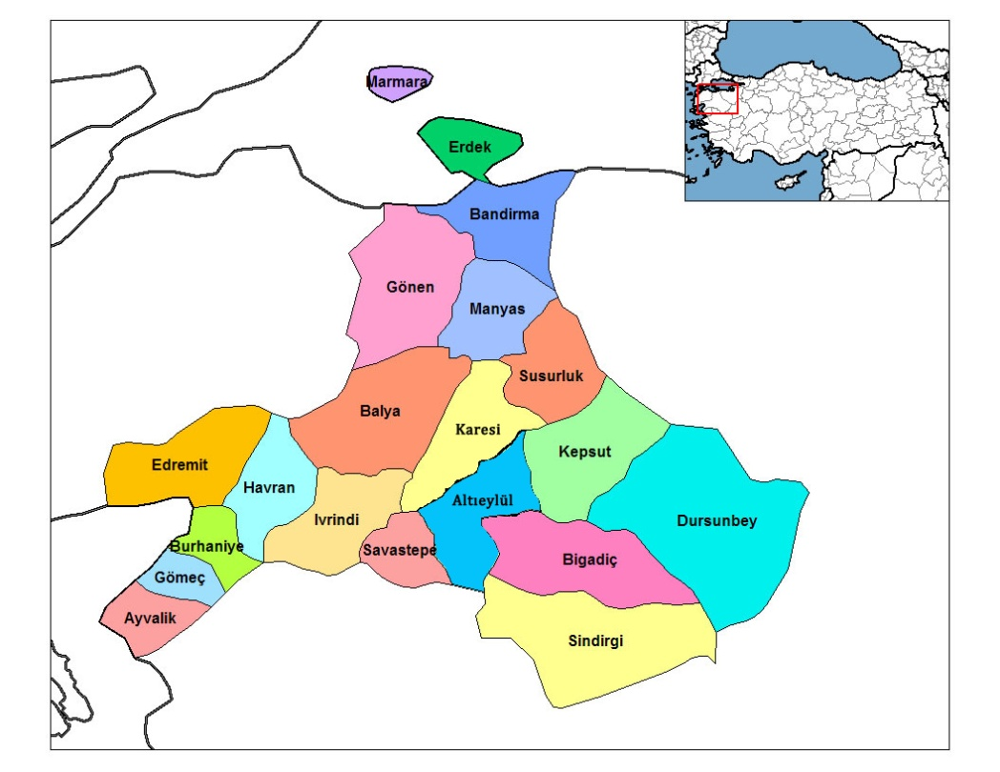 Marmara
Erdek
Bandirma
Gönen
Manyas
Susurluk
Balya
Karesi
Kepsut
Edremit
Havran
Altıeylül
Ivrindi
Dursunbey
Burhaniye
Savastepe
Bigadiç
Gömeç
Ayvalik
Sindirgi